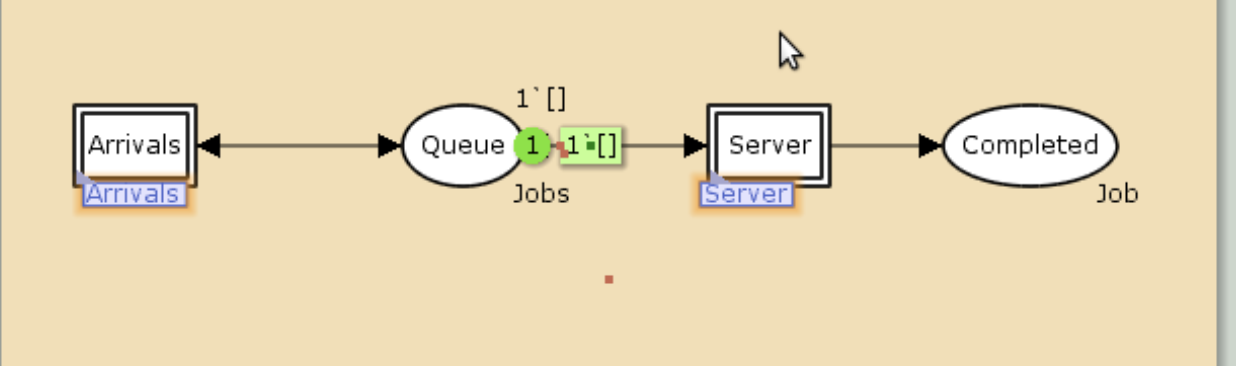 1`[]
Arrivals
Queue
1
1`[]
Server
Completed
Arrivals
Jobs
Server
Job